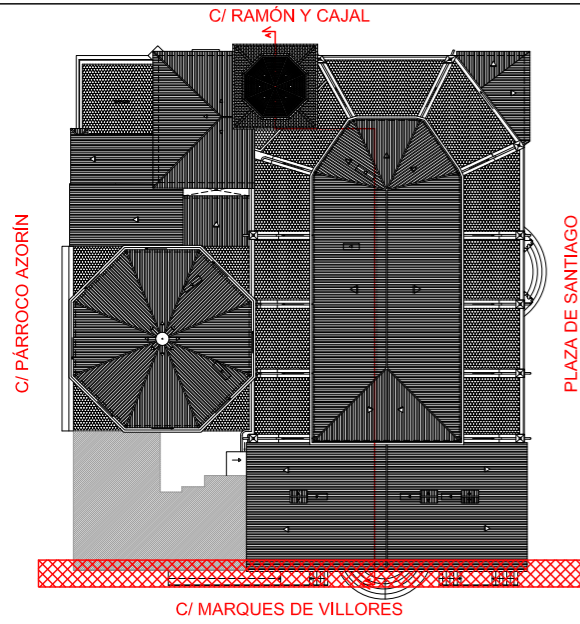 C/ RAMÓN Y CAJAL
C/ PÁRROCO AZORÍN
PLAZA DE SANTIAGO
C/ MARQUES DE VILLORES